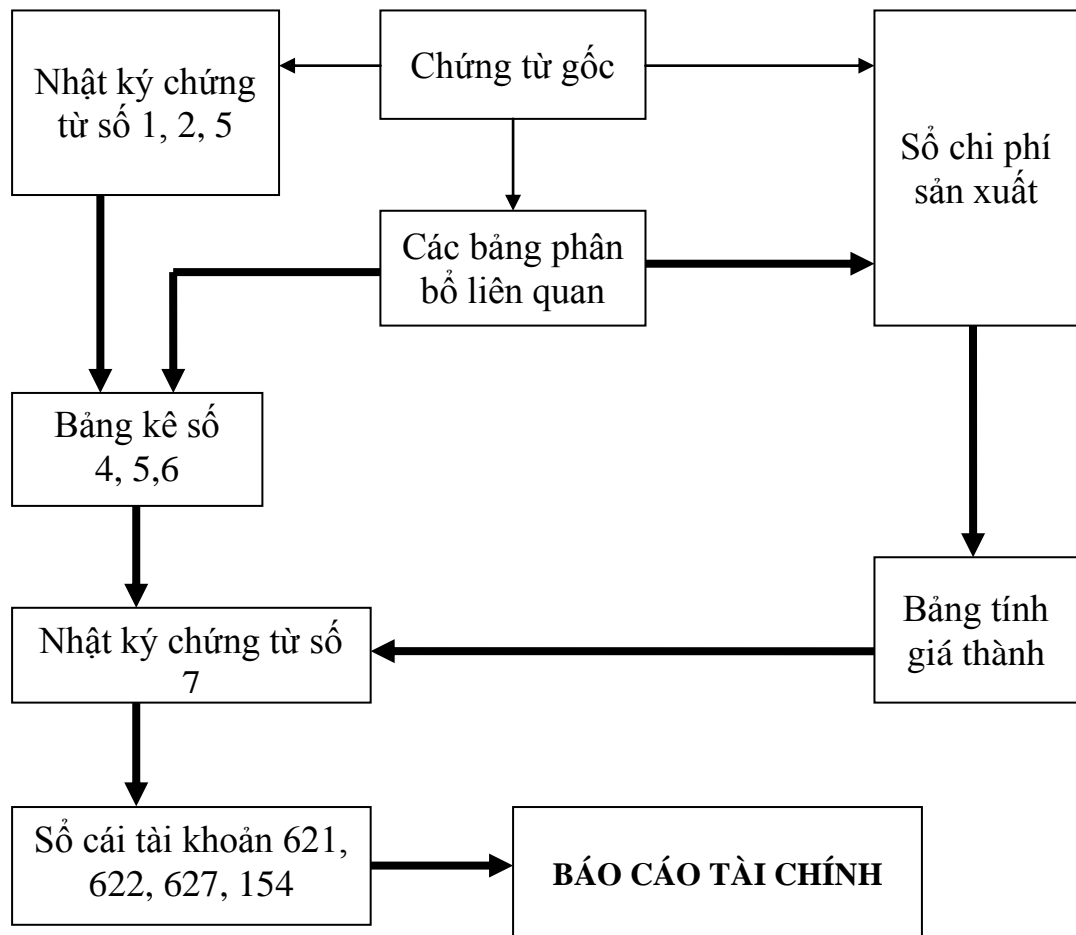 Nhật ký chứng
từ số 1, 2, 5
Chứng từ gốc
Sổ chi phí
sản xuất
Các bảng phân
bổ liên quan
Bảng kê số
4, 5,6
Bảng tính
giá thành
Nhật ký chứng từ số
7
Sổ cái tài khoản 621,
622, 627, 154
BÁO CÁO TÀI CHÍNH